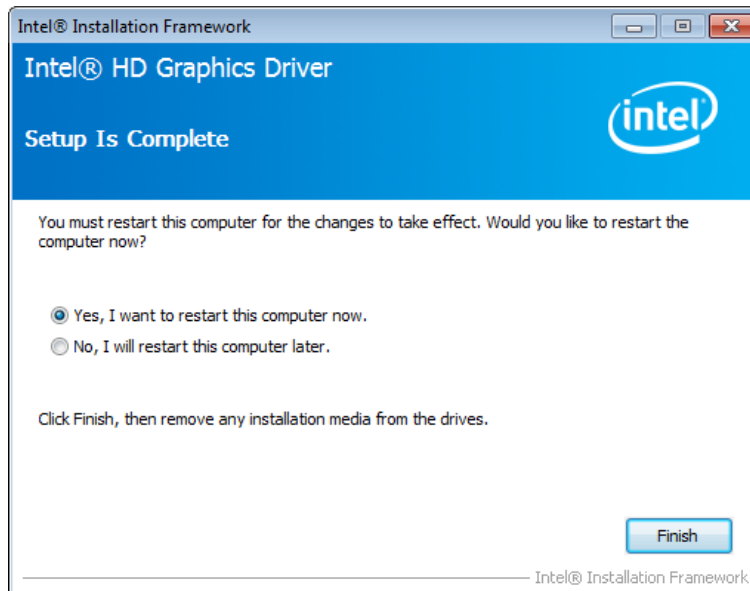 Intel® Installation Framework
Intel® HD Graphics Driver
intel®
Setup Is Complete
You must restart this computer for the changes to take effect. Would you like to restart the
computer now?
Yes, I want to restart this computer now.
No, I will restart this computer later.
Click Finish, then remove any installation media from the drives.
Finish
Intel® Installation Framework